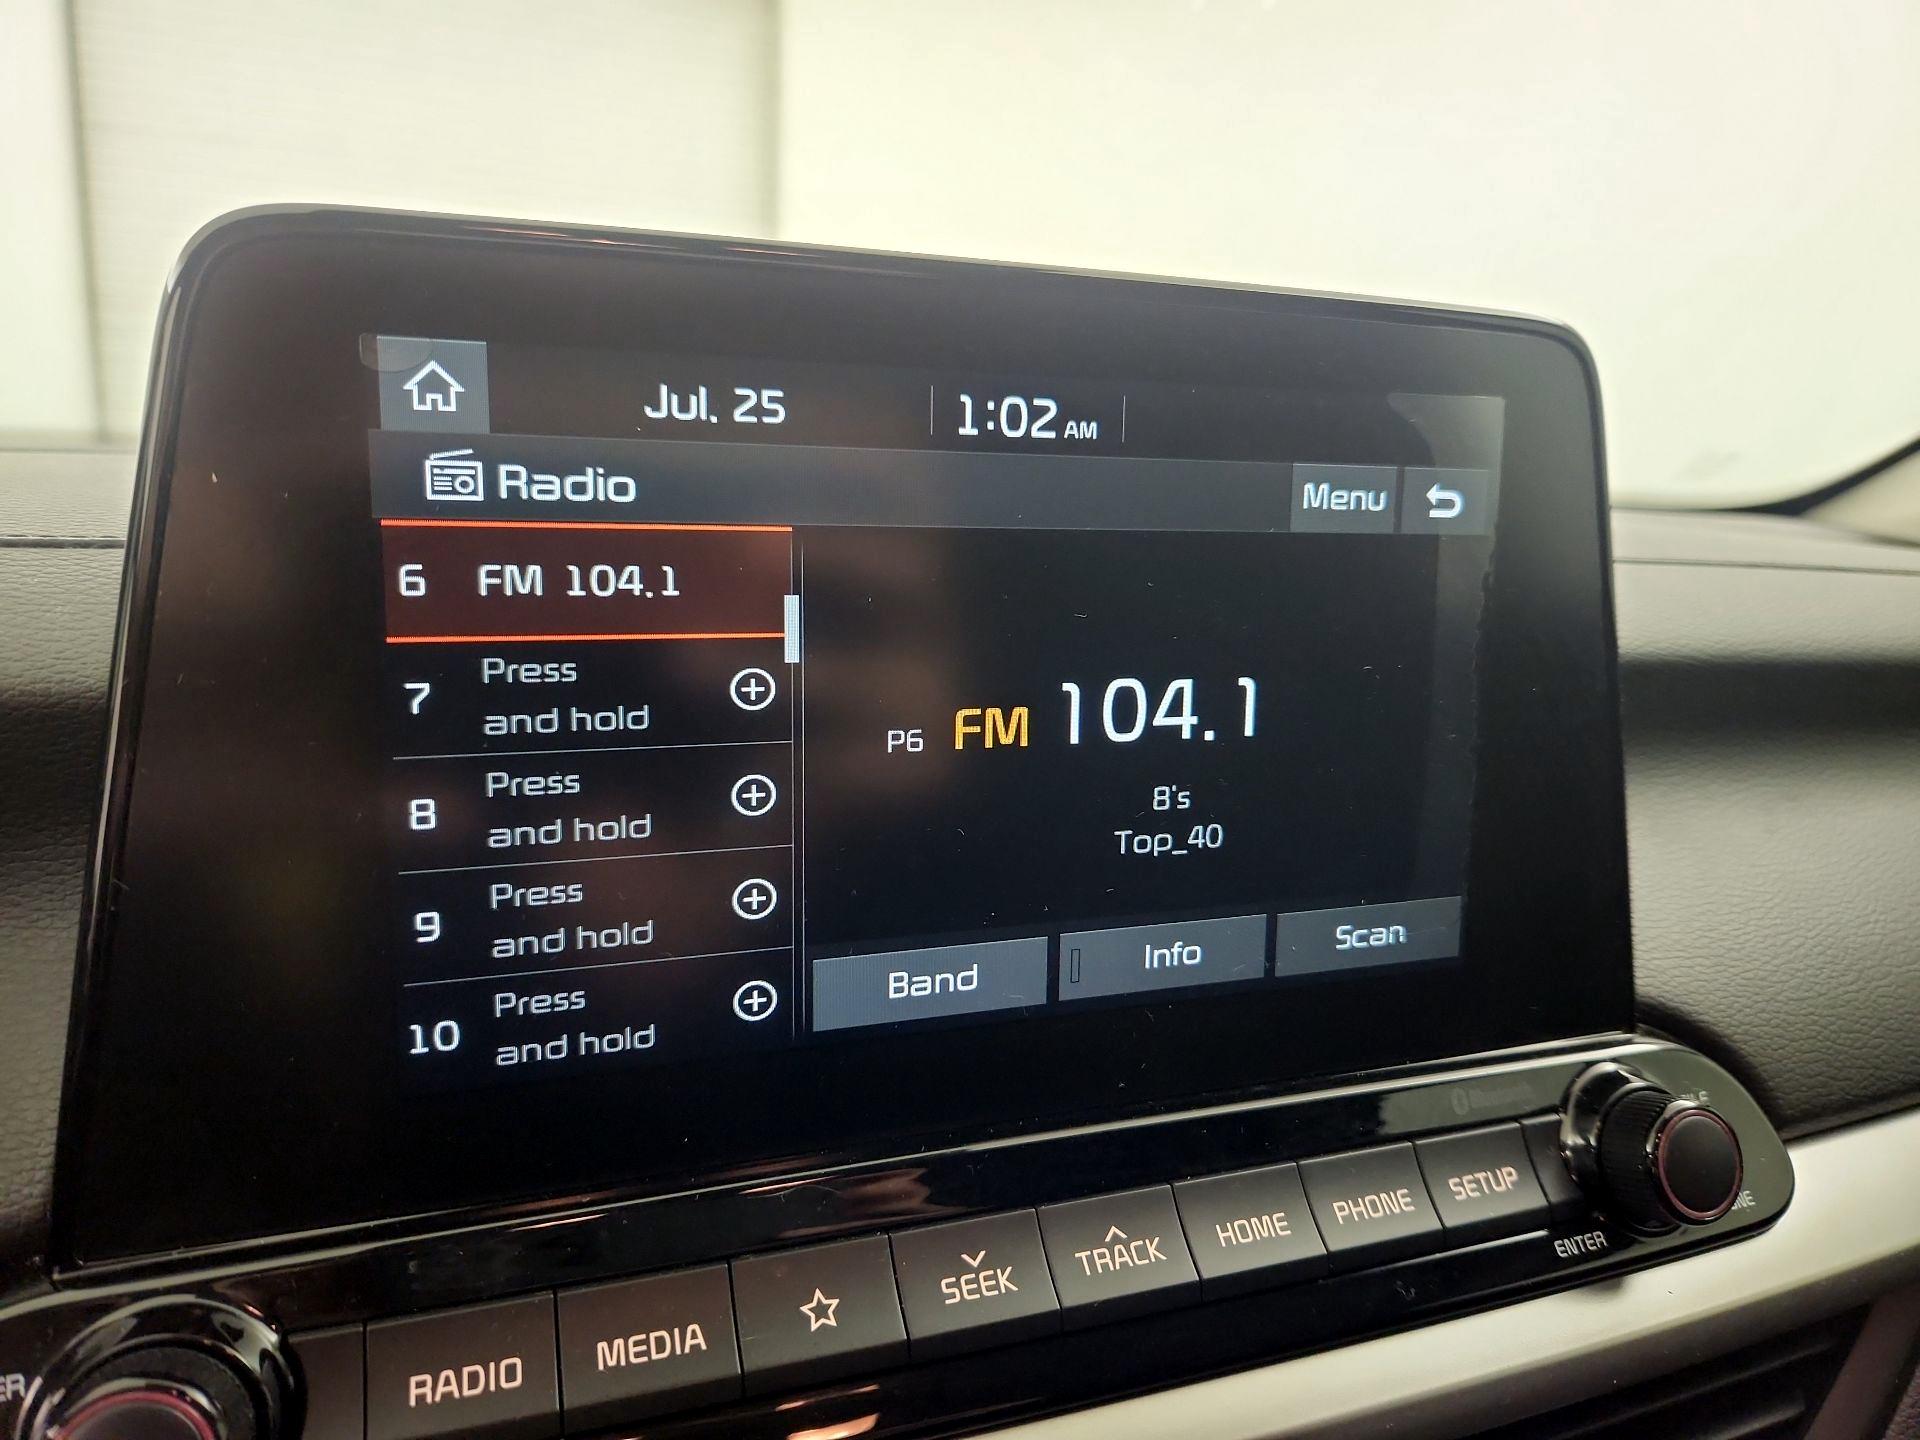 Jul. 25
1:02 AM
Radio
Menu
6 FM 104.1
7 Press
and hold
8 Press
and hold
9 Press
and hold
10 Press
and hold
P6 FM 104.1
8's
Top_40
Band
Info
Scan
RADIO
MEDIA
SEEK
TRACK
HOME
PHONE
SETUP
ENTER